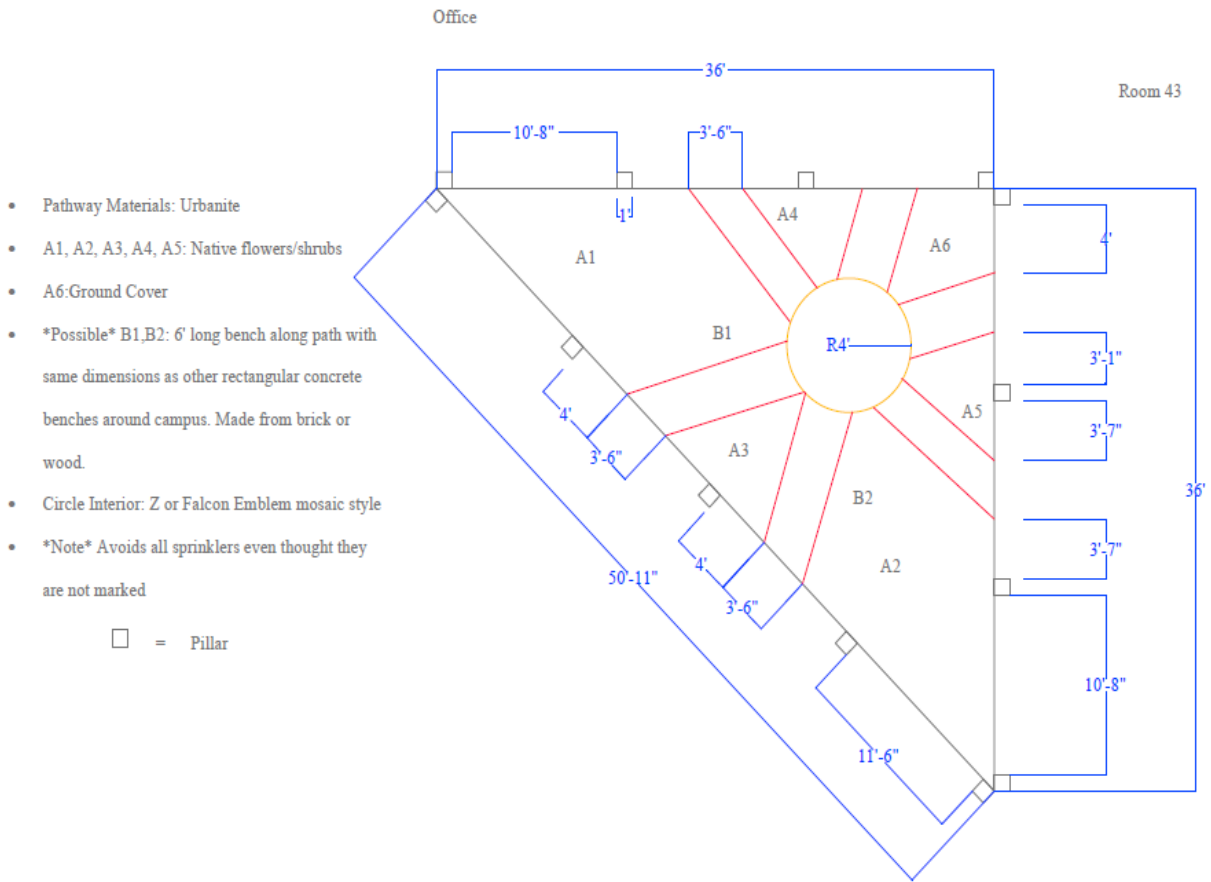 Office
36'
Room 43
10'-8"
3'-6"
1'
A4
A6
4'
A1
• Pathway Materials: Urbanite
• A1, A2, A3, A4, A5: Native flowers/shrubs
• A6:Ground Cover
• *Possible* B1,B2: 6' long bench along path with
same dimensions as other rectangular concrete
benches around campus. Made from brick or
wood.
• Circle Interior: Z or Falcon Emblem mosaic style
• *Note* Avoids all sprinklers even thought they
are not marked
= Pillar
B1
R4'
3'-1"
4'
A5
3'-7"
3'-6"
A3
B2
36'
4'
A2
3'-7"
50'-11"
3'-6"
10'-8"
11'-6"